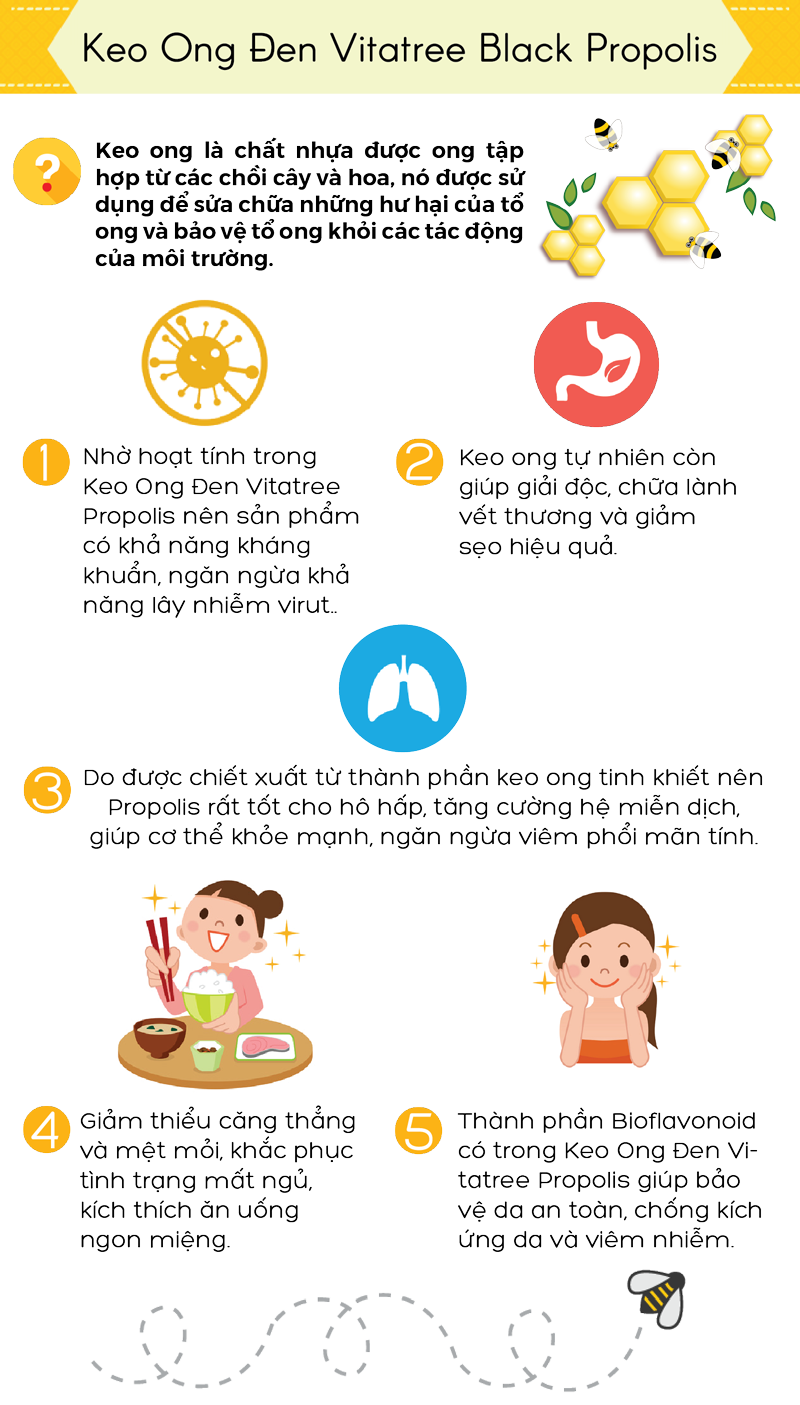 Keo Ong Đen Vitatree Black Propolis
?
Keo ong là chất nhựa được ong tập
hợp từ các chồi cây và hoa, nó được sử
dụng để sửa chữa những hư hại của tổ
ong và bảo vệ tổ ong khỏi các tác động
của môi trường.
1
Nhờ hoạt tính trong
Keo Ong Đen Vitatree
Propolis nên sản phẩm
có khả năng kháng
khuẩn, ngăn ngừa khả
năng lây nhiễm virut..
2
Keo ong tự nhiên còn
giúp giải độc, chữa lành
vết thương và giảm
sẹo hiệu quả.
3
Do được chiết xuất từ thành phần keo ong tinh khiết nên
Propolis rất tốt cho hô hấp, tăng cường hệ miễn dịch,
giúp cơ thể khỏe mạnh, ngăn ngừa viêm phổi mãn tính.
4
Giảm thiểu căng thẳng
và mệt mỏi, khắc phục
tình trạng mất ngủ,
kích thích ăn uống
ngon miệng.
5
Thành phần Bioflavonoid
có trong Keo Ong Đen Vi-
tatree Propolis giúp bảo
vệ da an toàn, chống kích
ứng da và viêm nhiễm.